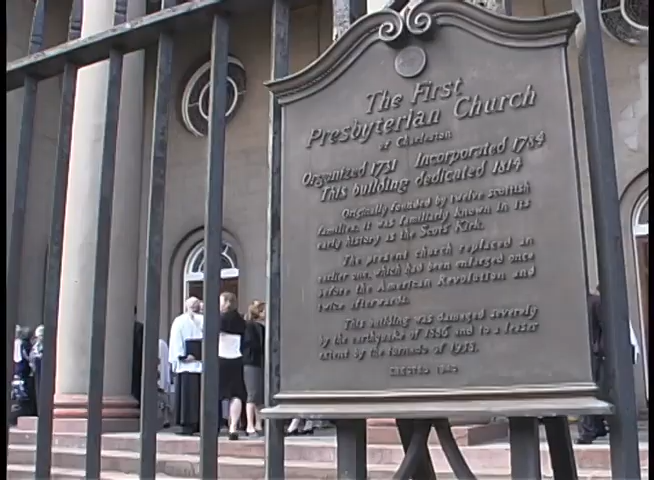 The First
Presbyterian Church
of Charleston
Organized 1731 Incorporated 1784
This building dedicated 1814
Originally founded by twelve Scottish
families. It was familiarly known in its
early history as the Scots' Kirk.
The present church replaced an
earlier one, which had been enlarged once
before the American Revolution and
twice afterwards.
This building was damaged severely
by the earthquake of 1886 and to a lesser
extent by the tornado of 1938.
ERECTED